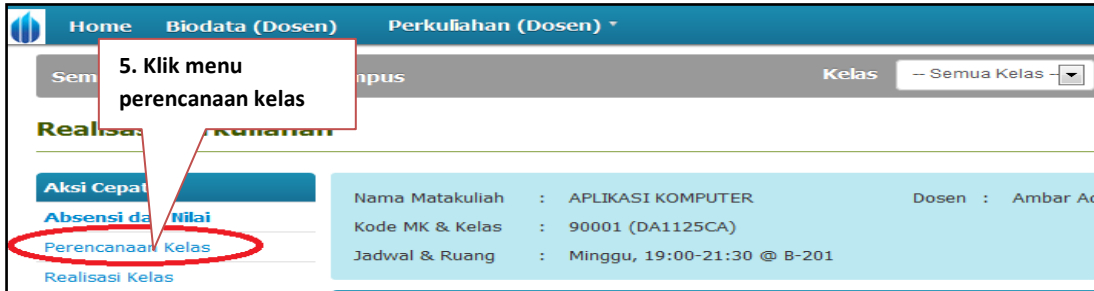 Home Biodata (Dosen) Perkuliahan (Dosen)
5. Klik menu
perencanaan kelas
Kelas -- Semua Kelas --
Aksi Cepat
Nama Matakuliah : APLIKASI KOMPUTER Dosen : Ambar
Absensi dan Nilai
Kode MK & Kelas : 90001 (DA1125CA)
Perencanaan Kelas
Jadwal & Ruang : Minggu, 19:00-21:30 @ B-201
Realisasi Kelas